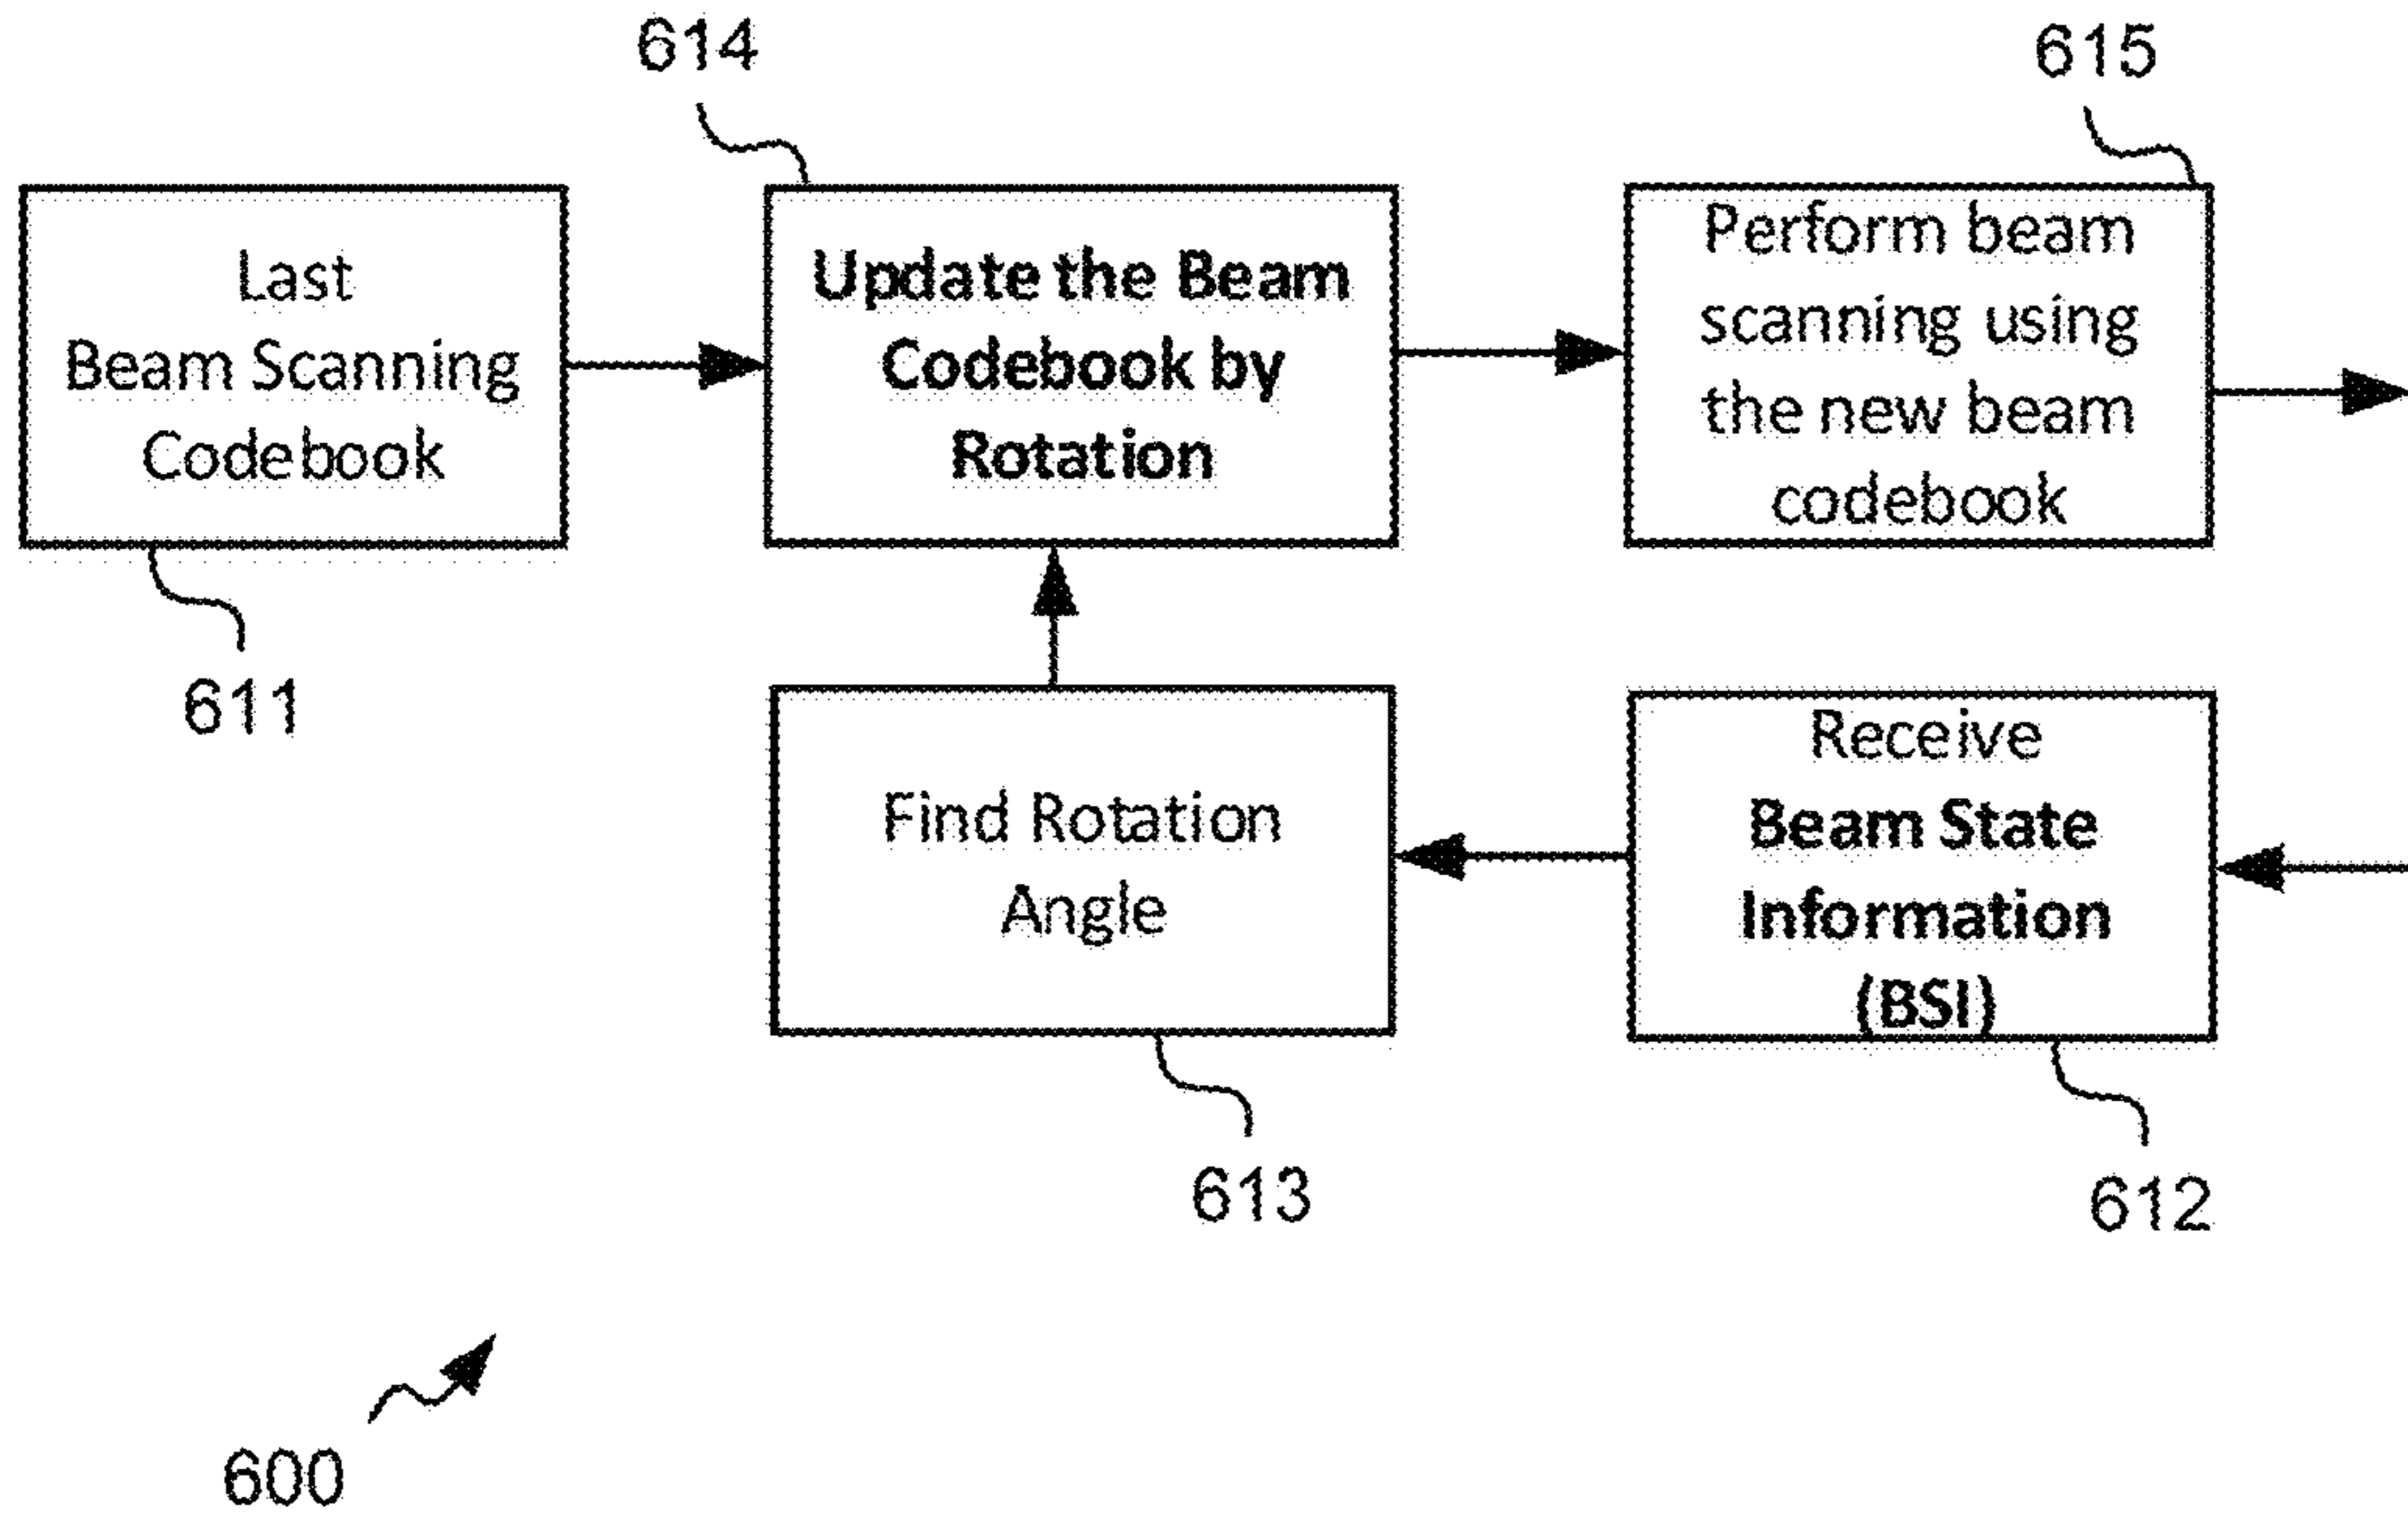 614
615
Last
Beam Scanning
Codebook
Update the Beam
Codebook by
Rotation
Perform beam
scanning using
the new beam
codebook
611
Find Rotation
Angle
Receive
Beam State
Information
(BSI)
613
612
600